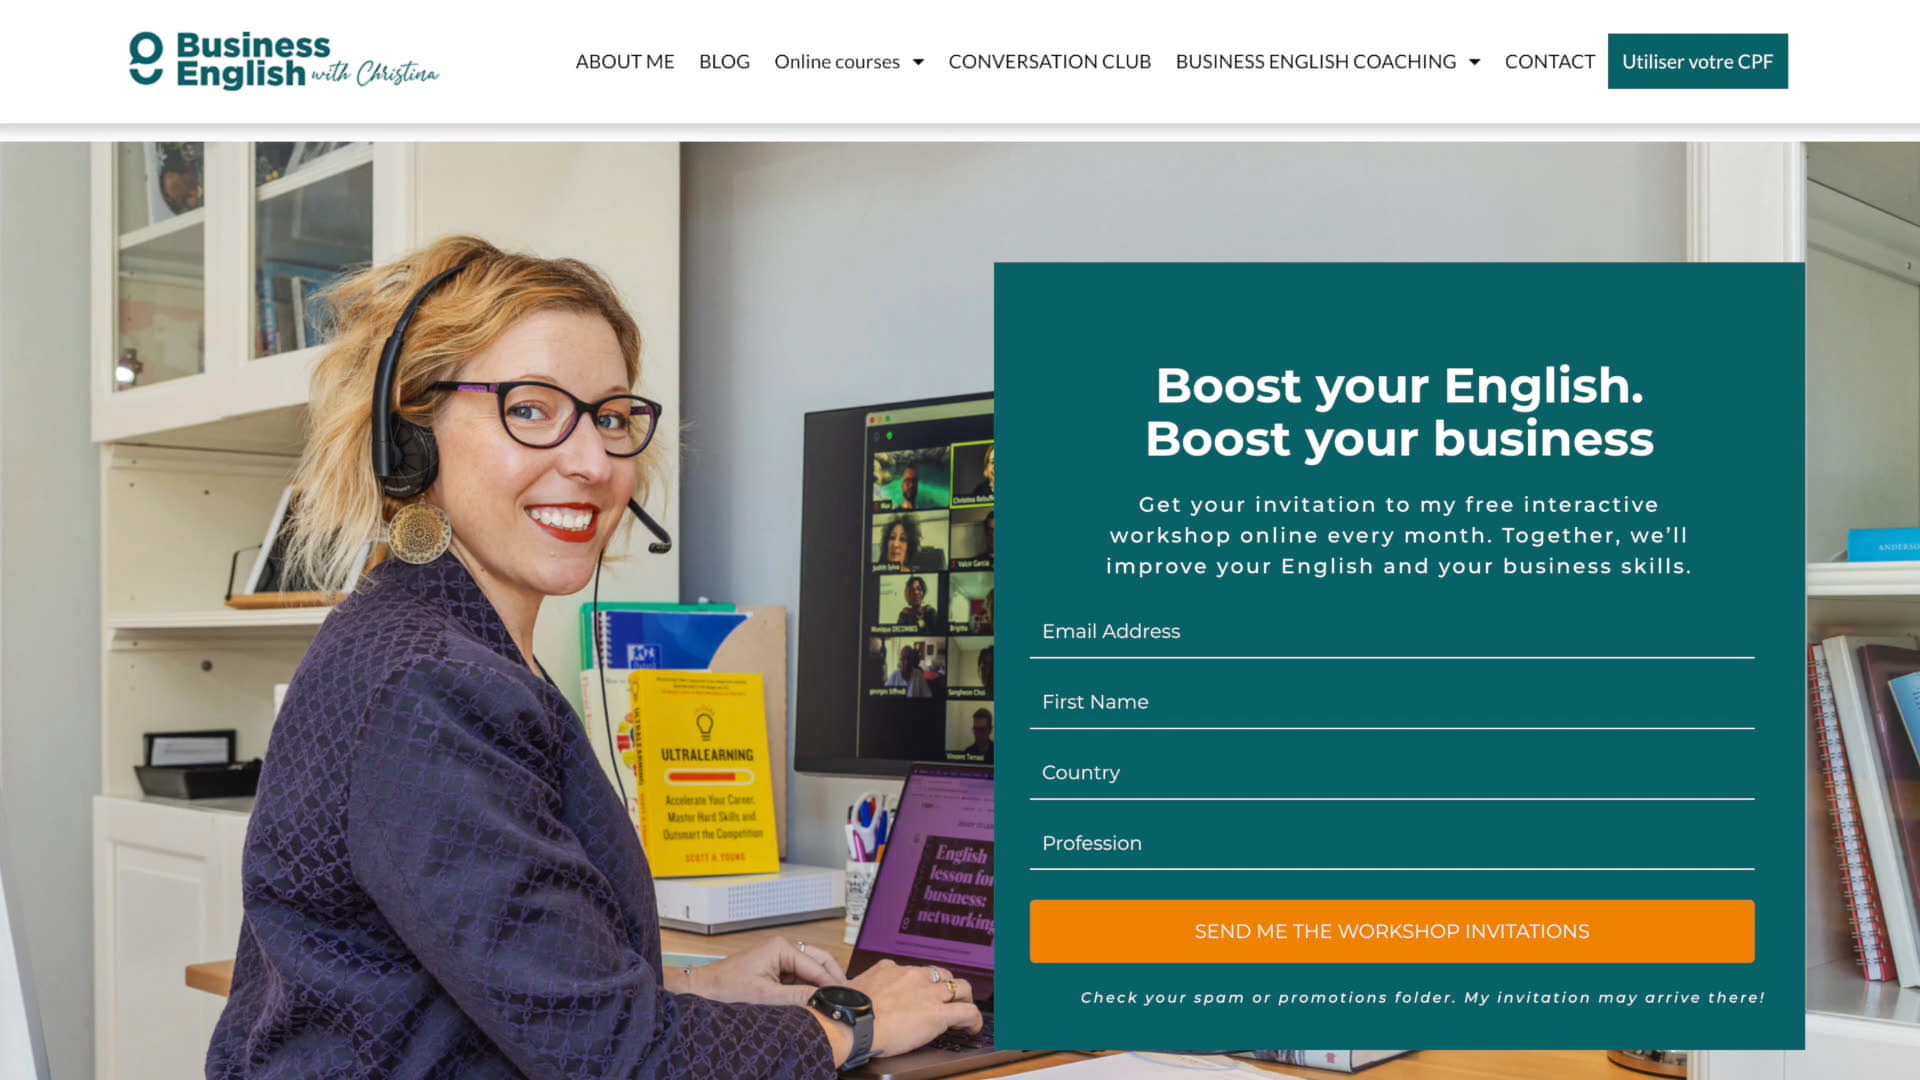 Business
English with Christina
ABOUT ME
BLOG
Online courses
CONVERSATION CLUB
BUSINESS ENGLISH COACHING
CONTACT
Utiliser votre CPF
Boost your English.
Boost your business
Get your invitation to my free interactive
workshop online every month. Together, we'll
improve your English and your business skills.
Email Address
First Name
Country
Profession
SEND ME THE WORKSHOP INVITATIONS
Check your spam or promotions folder. My invitation may arrive there!
ULTRALEARNING
Accelerate Your Career,
Master Hard Skills and
Outsmart the Competition
SCOTT H. YOUNG
English
lesson for
business:
networking